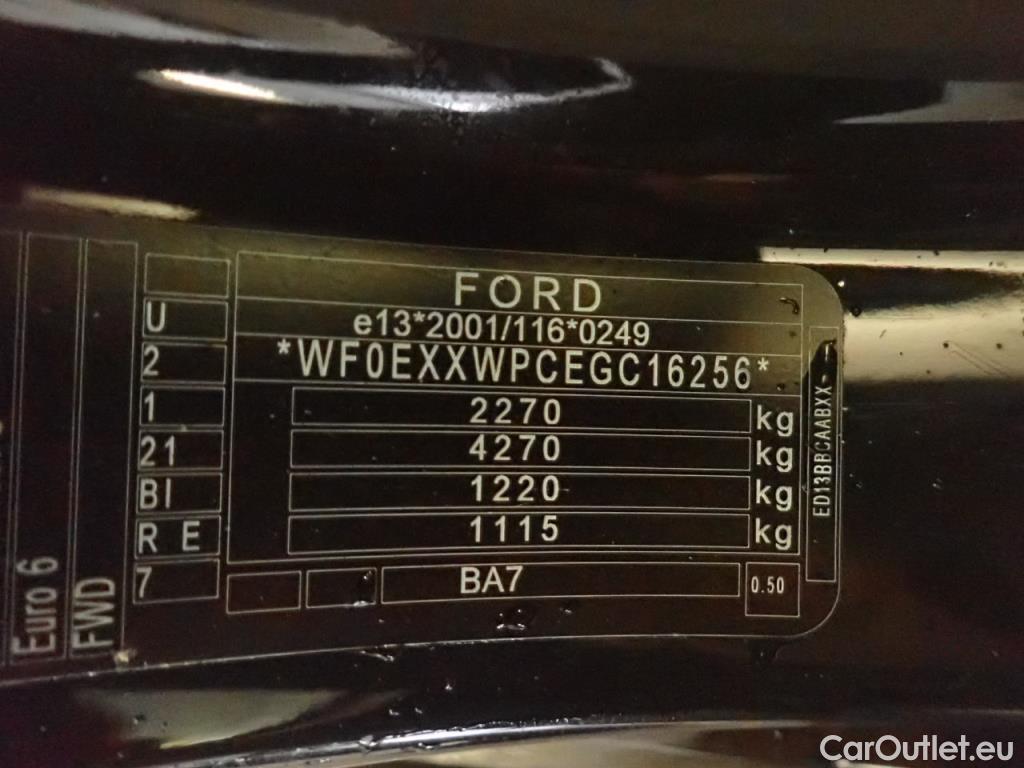 FORD
U
e13*2001/116*0249
2
*WF0EXXWPCEGC16256*
1
2270 kg
21
4270 kg
BI
1220 kg
R E
1115 kg
7
BA7
0.50
ED13BBCAABXX
Euro 6
FWD
CarOutlet.eu